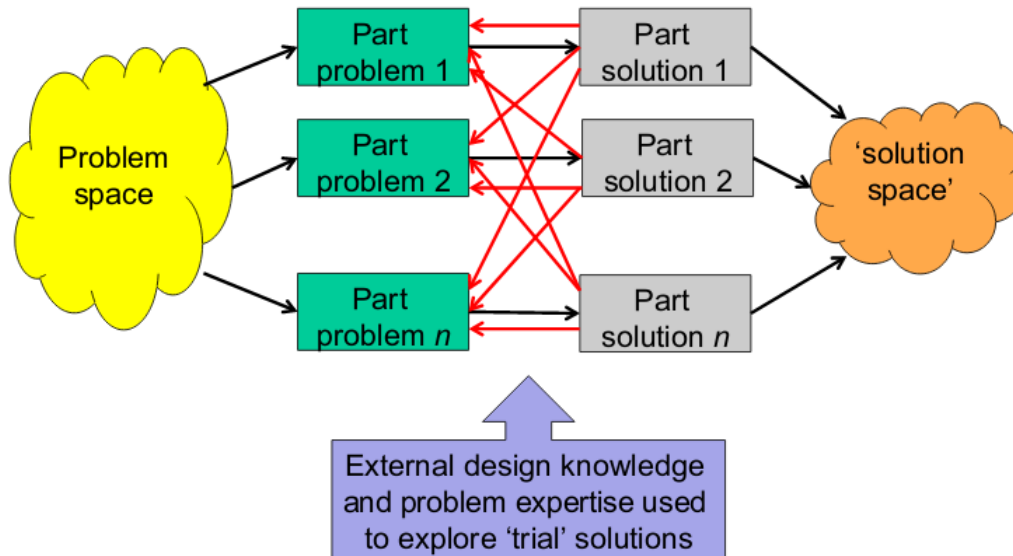 Part
problem 1
Part
solution 1
Problem
space
Part
problem 2
Part
solution 2
‘solution
space’
Part
problem n
Part
solution n
External design knowledge
and problem expertise used
to explore ‘trial’ solutions